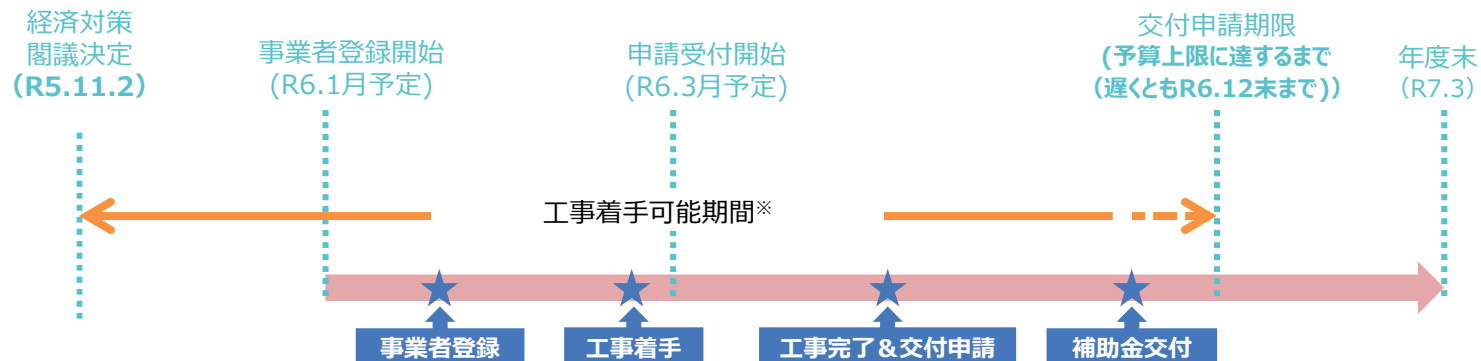 経済対策
閣議決定
(R5.11.2)
事業者登録開始
(R6.1月予定)
申請受付開始
(R6.3月予定)
交付申請期限
(予算上限に達するまで
(遅くともR6.12末まで))
年度末
(R7.3)
工事着手可能期間※
事業者登録
工事着手
工事完了&交付申請
補助金交付